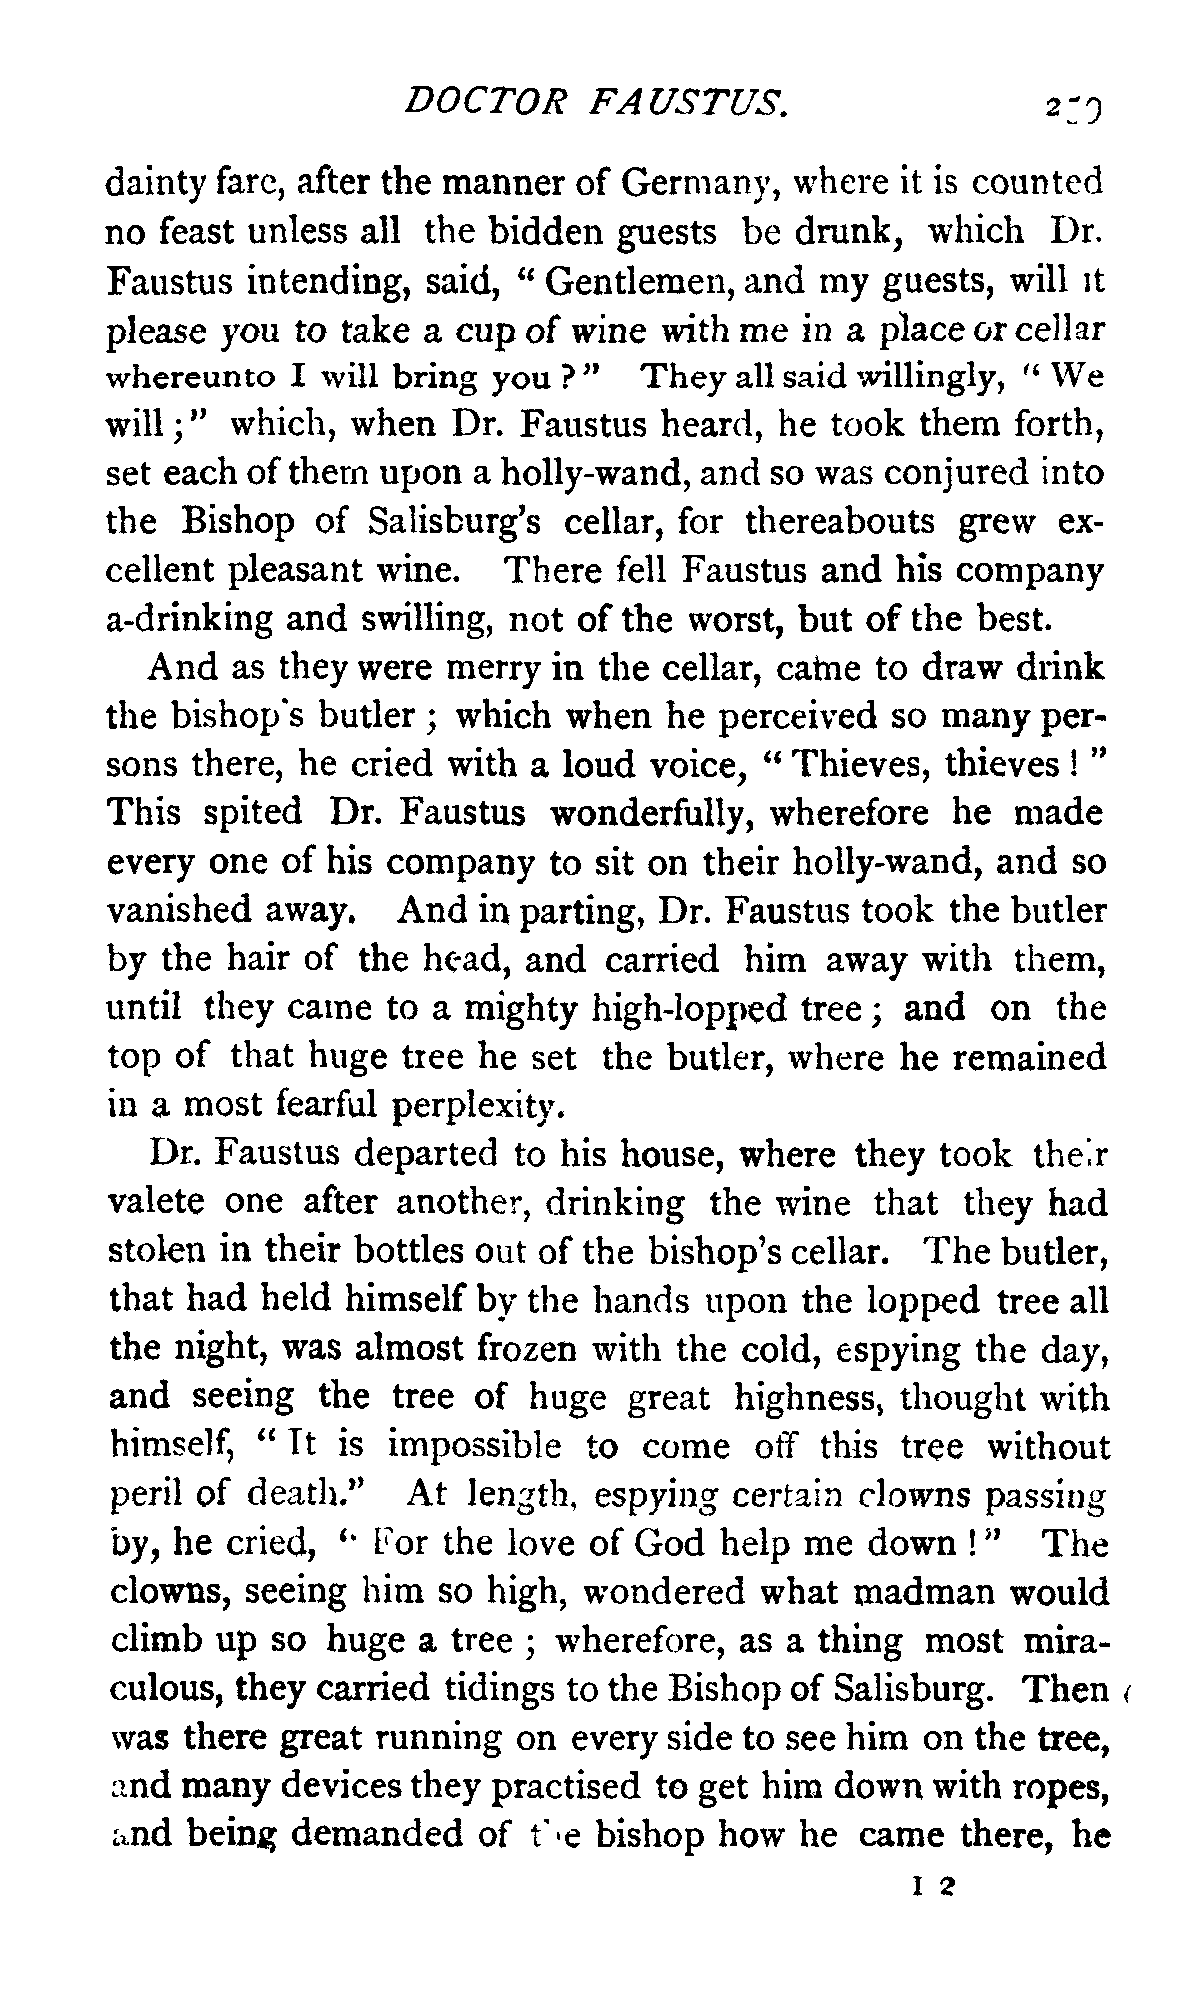 DOCTOR FAUSTUS.
dainty fare, after the manner of Germany, where it is counted
no feast unless all the bidden guests be drunk, which Dr.
Faustus intending, said, " Gentlemen, and my guests, will it
please you to take a cup of wine with me in a place or cellar
whereunto I will bring you ? " They all said willingly, " We
will ; " which, when Dr. Faustus heard, he took them forth,
set each of them upon a holly-wand, and so was conjured into
the Bishop of Salisburg's cellar, for thereabouts grew ex-
cellent pleasant wine. There fell Faustus and his company
a-drinking and swilling, not of the worst, but of the best.
And as they were merry in the cellar, came to draw drink
the bishop's butler ; which when he perceived so many per-
sons there, he cried with a loud voice, " Thieves, thieves ! "
This spited Dr. Faustus wonderfully, wherefore he made
every one of his company to sit on their holly-wand, and so
vanished away. And in parting, Dr. Faustus took the butler
by the hair of the head, and carried him away with them,
until they came to a mighty high-lopped tree ; and on the
top of that huge tree he set the butler, where he remained
in a most fearful perplexity.
Dr. Faustus departed to his house, where they took their
valete one after another, drinking the wine that they had
stolen in their bottles out of the bishop's cellar. The butler,
that had held himself by the hands upon the lopped tree all
the night, was almost frozen with the cold, espying the day,
and seeing the tree of huge great highness, thought with
himself, " It is impossible to come off this tree without
peril of death." At length, espying certain clowns passing
by, he cried, " For the love of God help me down ! " The
clowns, seeing him so high, wondered what madman would
climb up so huge a tree ; wherefore, as a thing most mira-
culous, they carried tidings to the Bishop of Salisburg. Then
was there great running on every side to see him on the tree,
and many devices they practised to get him down with ropes,
and being demanded of the bishop how he came there, he
I 2